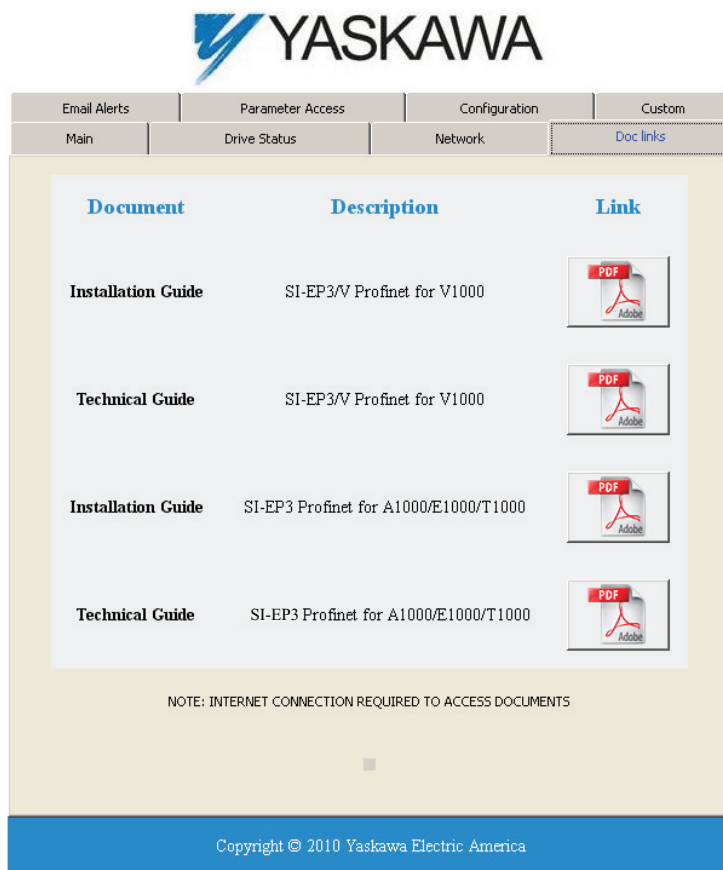 YASKAWA
Email Alerts Parameter Access Configuration Custom
Main Drive Status Network Doc links
Document Description Link
Installation Guide SI-EP3/V Profinet for V1000 PDF Adobe
Technical Guide SI-EP3/V Profinet for V1000 PDF Adobe
Installation Guide SI-EP3 Profinet for A1000/E1000/T1000 PDF Adobe
Technical Guide SI-EP3 Profinet for A1000/E1000/T1000 PDF Adobe
NOTE: INTERNET CONNECTION REQUIRED TO ACCESS DOCUMENTS
Copyright © 2010 Yaskawa Electric America